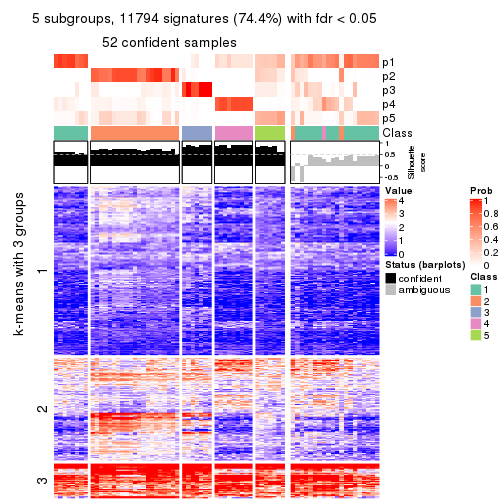 5 subgroups, 11794 signatures (74.4%) with fdr < 0.05
52 confident samples
p1
p2
p3
p4
p5
Class
1
0.5
0
-0.5
Silhouette
score
k-means with 3 groups
1
2
3
Value
4
3
2
1
0
Status (barplots)
confident
ambiguous
Prob
1
0.8
0.6
0.4
0.2
0
Class
1
2
3
4
5